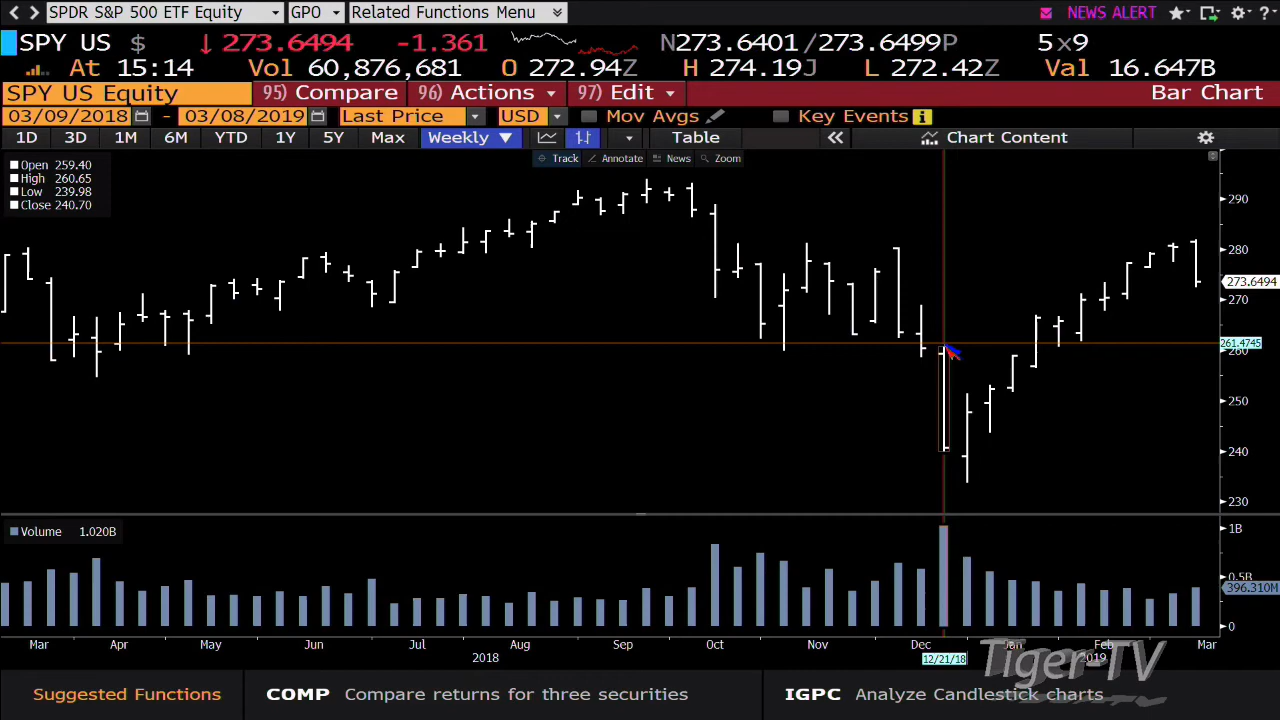 SPDR S&P 500 ETF Equity GPO Related Functions Menu NEWS ALERT ?
SPY US $ ↓ 273.6494 -1.361 N273.6401 /273.6499P 5 x9
At 15:14 Vol 60,876,681 O 272.94Z H 274.19J L 272.42Z Val 16.647B
SPY US Equity 95) Compare 96) Actions 97) Edit Bar Chart
03/09/2018 - 03/08/2019 Last Price USD Mov Avgs Key Events i
1D 3D 1M 6M YTD 1Y 5Y Max Weekly ▼ Table « Chart Content
Track Annotate News Zoom
Open 259.40
High 260.65
Low 239.98
Close 240.70
290
280
273.6494
270
261.4745
260
250
240
230
Volume 1.020B
1B
0.5B
396.310M
0
Mar Apr May Jun Jul Aug Sep Oct Nov Dec Jan Feb Mar
2018 12/21/18 2019
Tiger-TV
Suggested Functions COMP Compare returns for three securities IGPC Analyze Candlestick charts